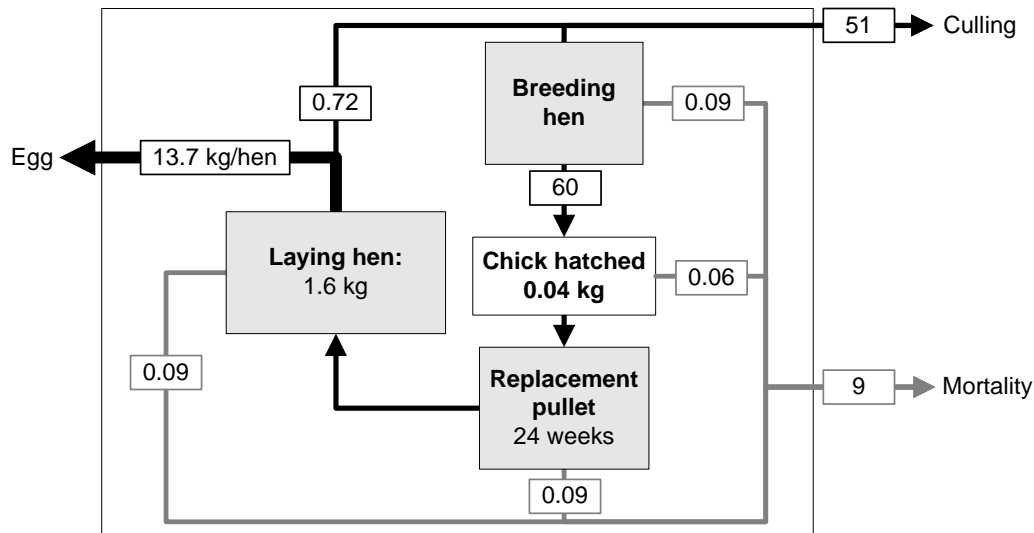 51
Culling
Breeding
hen
0.09
0.72
Egg
13.7 kg/hen
60
Laying hen:
1.6 kg
Chick hatched
0.04 kg
0.06
0.09
Replacement
pullet
24 weeks
9
Mortality
0.09